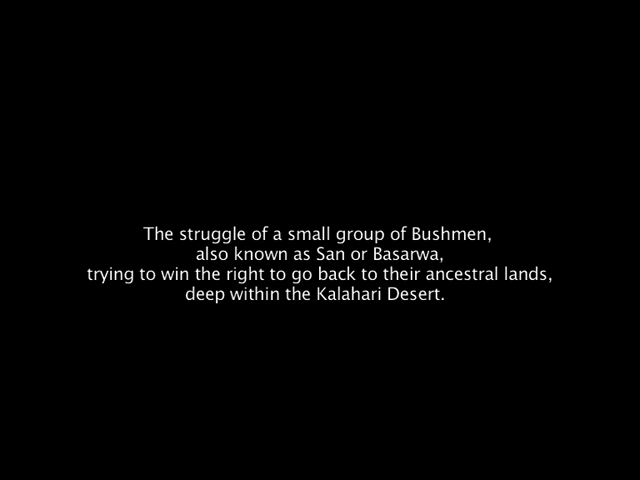 The struggle of a small group of Bushmen,
also known as San or Basarwa,
trying to win the right to go back to their ancestral lands,
deep within the Kalahari Desert.